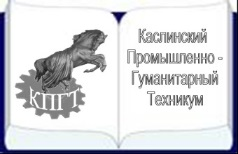 КПГТ
Каслинский
Промышленно -
Гуманитарный
Техникум